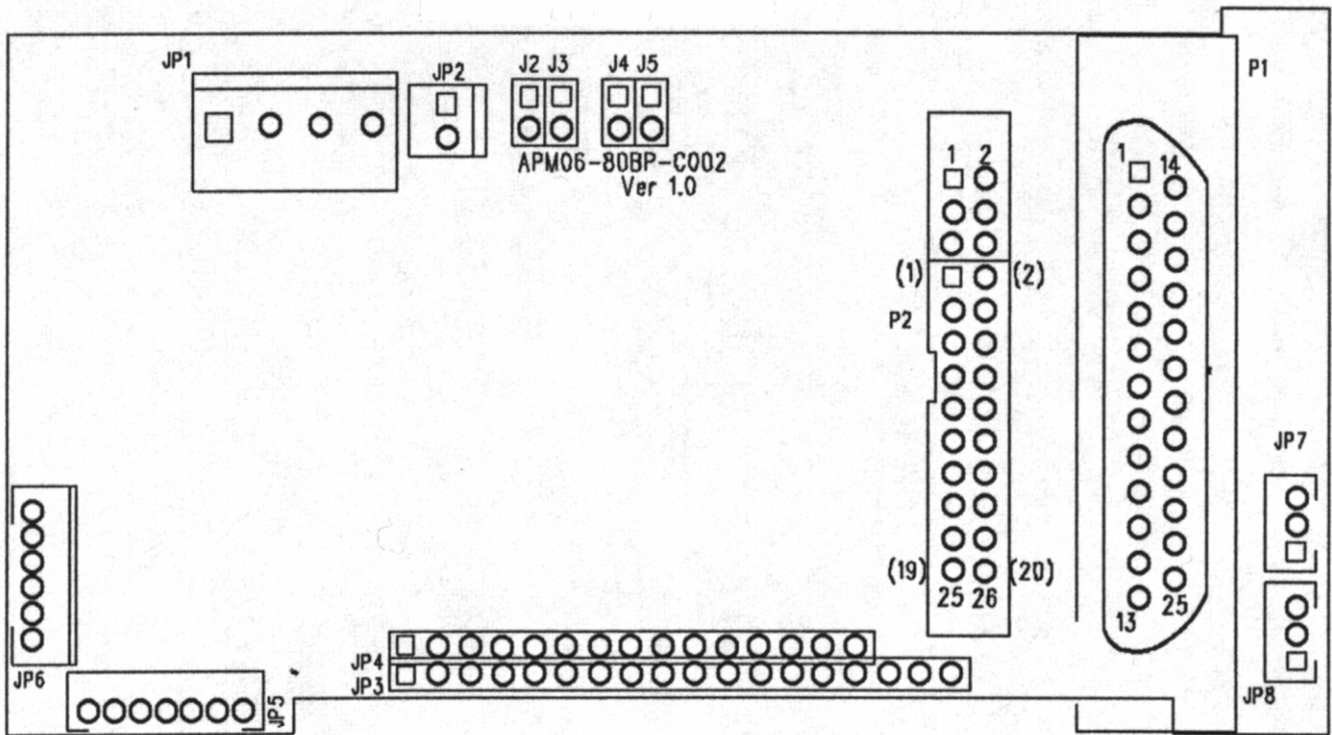 P1
JP1
JP2
J2 J3
J4 J5
APM06-80BP-C002
Ver 1.0
1 2
1
14
(1)
(2)
P2
JP7
(19)
(20)
25 26
13
25
JP4
JP3
JP6
JP5
JP8